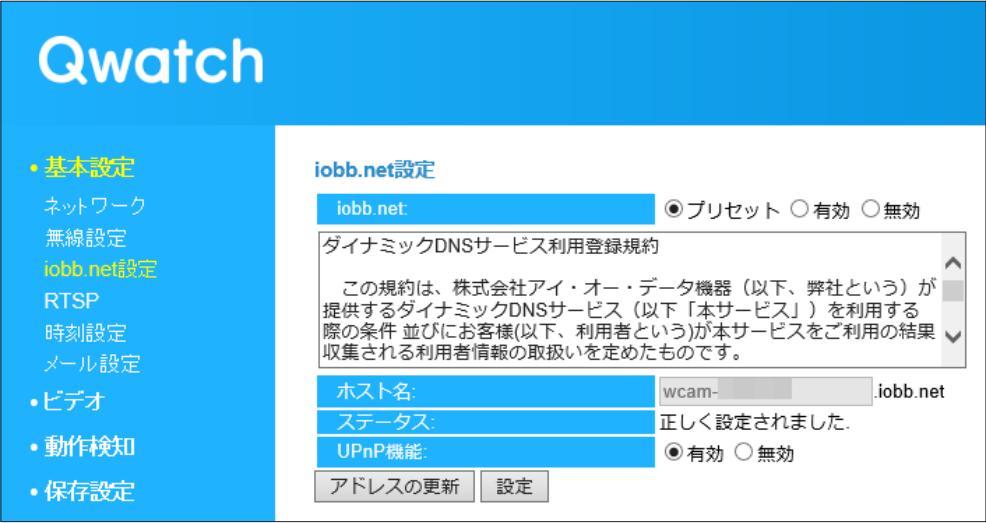 Qwatch
• 基本設定
ネットワーク
無線設定
iobb.net設定
RTSP
時刻設定
メール設定
• ビデオ
• 動作検知
• 保存設定
iobb.net設定
iobb.net: プリセット 有効 無効
ダイナミックDNSサービス利用登録規約
この規約は、株式会社アイ・オー・データ機器（以下、弊社という）が
提供するダイナミックDNSサービス（以下「本サービス」）を利用する
際の条件 並びにお客様(以下、利用者という)が本サービスをご利用の結果
収集される利用者情報の取扱いを定めたものです。
ホスト名: wcam- .iobb.net
ステータス: 正しく設定されました.
UPnP機能: 有効 無効
アドレスの更新 設定